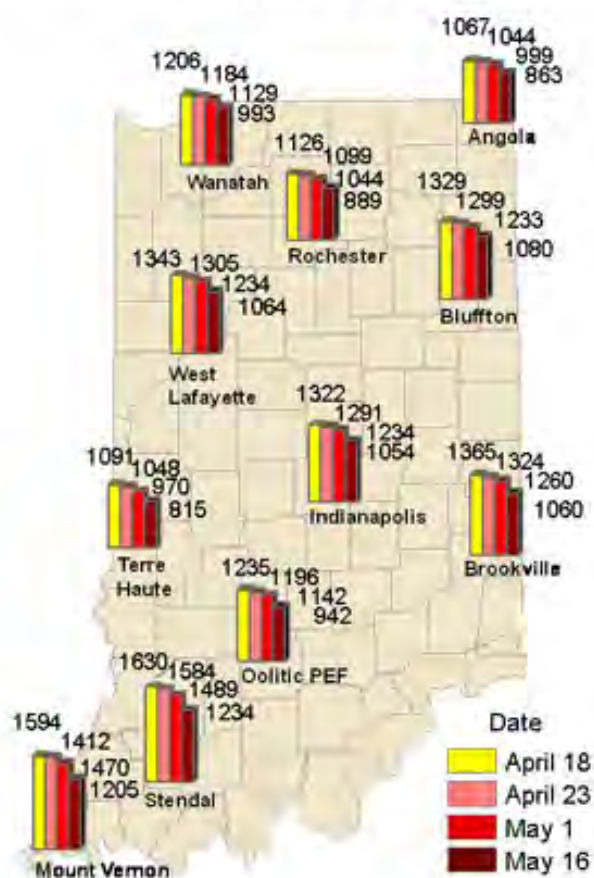 1067
1044
999
863
Angola
1206
1184
1129
993
Wanatah
1126
1099
1044
889
Rochester
1329
1299
1233
1080
Bluffton
1343
1305
1234
1064
West
Lafayette
1322
1291
1234
1054
Indianapolis
1365
1324
1260
1060
Brookville
1091
1048
970
815
Terre
Haute
1235
1196
1142
942
Oolitic PEF
1630
1584
1489
1234
Stendal
1594
1412
1470
1205
Mount Vernon
Date
April 18
April 23
May 1
May 16